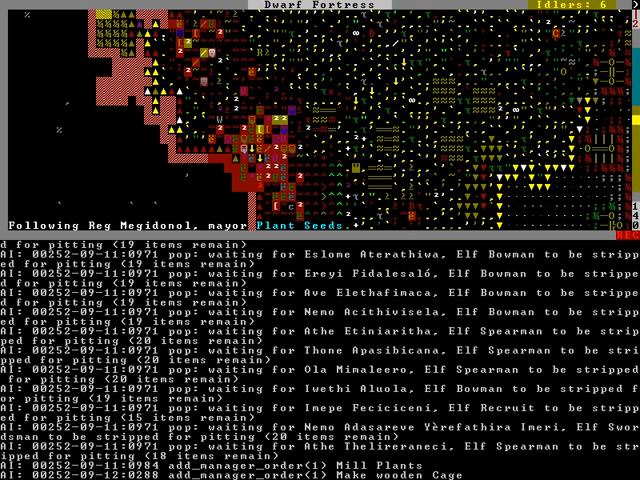 Dwarf Fortress
Idlers: 6
Following Reg Megidonol, mayor Plant Seeds
REC
d for pitting (19 items remain)
AI: 00252-09-11:0971 pop: waiting for Eslome Aterathiwa, Elf Bowman to be stripp
ed for pitting (19 items remain)
AI: 00252-09-11:0971 pop: waiting for Ereyi Fidalesaló, Elf Bowman to be strippe
d for pitting (19 items remain)
AI: 00252-09-11:0971 pop: waiting for Ave Elethafimaca, Elf Bowman to be strippe
d for pitting (19 items remain)
AI: 00252-09-11:0971 pop: waiting for Nemo Acithivisela, Elf Bowman to be stripp
ed for pitting (19 items remain)
AI: 00252-09-11:0971 pop: waiting for Athe Etiniaritha, Elf Spearman to be strip
ped for pitting (20 items remain)
AI: 00252-09-11:0971 pop: waiting for Thone Apasibicana, Elf Spearman to be stri
pped for pitting (20 items remain)
AI: 00252-09-11:0971 pop: waiting for Ola Mimaleero, Elf Spearman to be stripped
for pitting (20 items remain)
AI: 00252-09-11:0971 pop: waiting for Iwethi Aluola, Elf Bowman to be stripped f
or pitting (19 items remain)
AI: 00252-09-11:0971 pop: waiting for Imepe Feciciceni, Elf Recruit to be stripp
ed for pitting (15 items remain)
AI: 00252-09-11:0971 pop: waiting for Nemo Adasareve Yèrefathira Imeri, Elf Swor
dsman to be stripped for pitting (20 items remain)
AI: 00252-09-11:0971 pop: waiting for Athe Thelireraneci, Elf Spearman to be str
ipped for pitting (18 items remain)
AI: 00252-09-11:0984 add_manager_order(1) Mill Plants
AI: 00252-09-12:0288 add_manager_order(1) Make wooden Cage